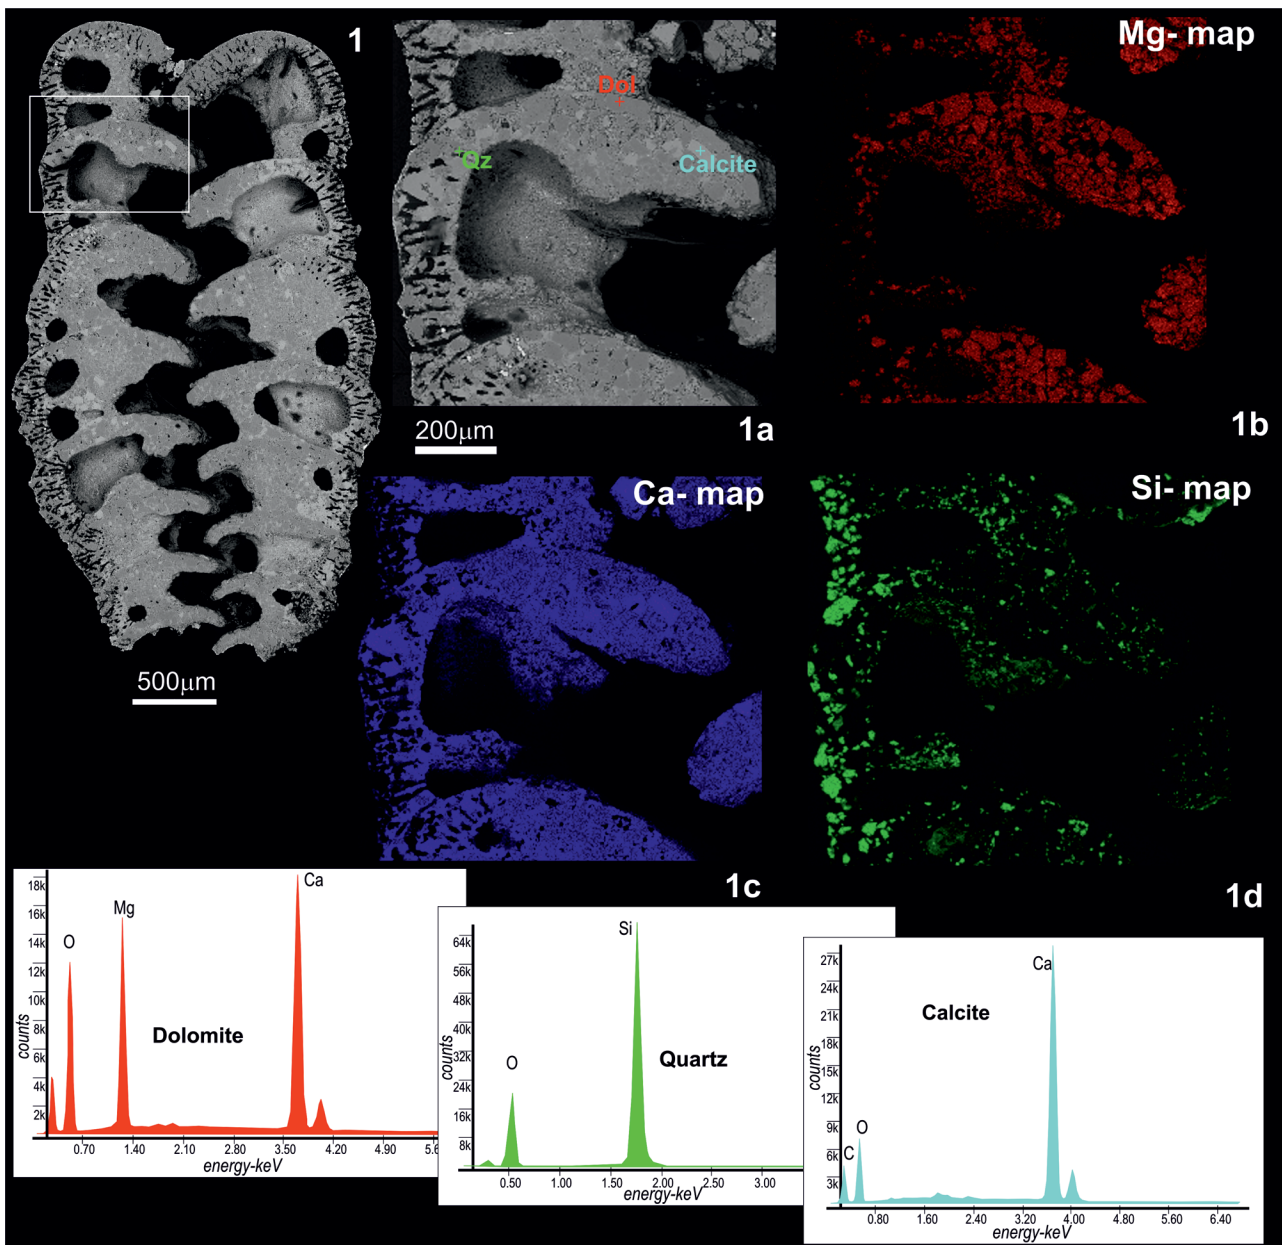 1
Dol
Qz
Calcite
Mg- map
200µm
1a
1b
Ca- map
Si- map
500µm
1c
1d
18k
16k
14k
12k
10k
8k
6k
4k
2k
counts
O
Mg
Ca
Dolomite
0.70 1.40 2.10 2.80 3.50 4.20 4.90 5.6
energy-keV
64k
56k
48k
40k
32k
24k
16k
8k
counts
O
Si
Quartz
0.50 1.00 1.50 2.00 2.50 3.00
energy-keV
27k
24k
21k
18k
15k
12k
9k
6k
3k
counts
C
O
Ca
Calcite
0.80 1.60 2.40 3.20 4.00 4.80 5.60 6.40
energy-keV